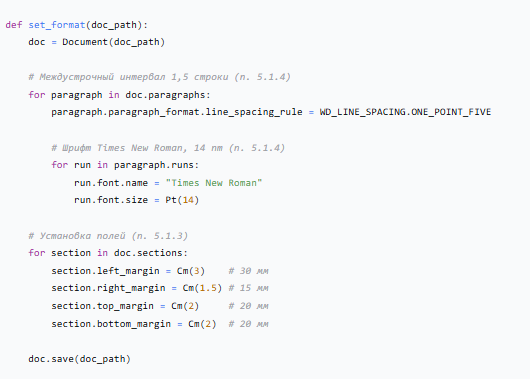 def set_format(doc_path):
    doc = Document(doc_path)

    # Междустрочный интервал 1,5 строки (п. 5.1.4)
    for paragraph in doc.paragraphs:
        paragraph.paragraph_format.line_spacing_rule = WD_LINE_SPACING.ONE_POINT_FIVE

        # Шрифт Times New Roman, 14 пт (п. 5.1.4)
        for run in paragraph.runs:
            run.font.name = "Times New Roman"
            run.font.size = Pt(14)

    # Установка полей (п. 5.1.3)
    for section in doc.sections:
        section.left_margin = Cm(3)    # 30 мм
        section.right_margin = Cm(1.5) # 15 мм
        section.top_margin = Cm(2)     # 20 мм
        section.bottom_margin = Cm(2)  # 20 мм

    doc.save(doc_path)